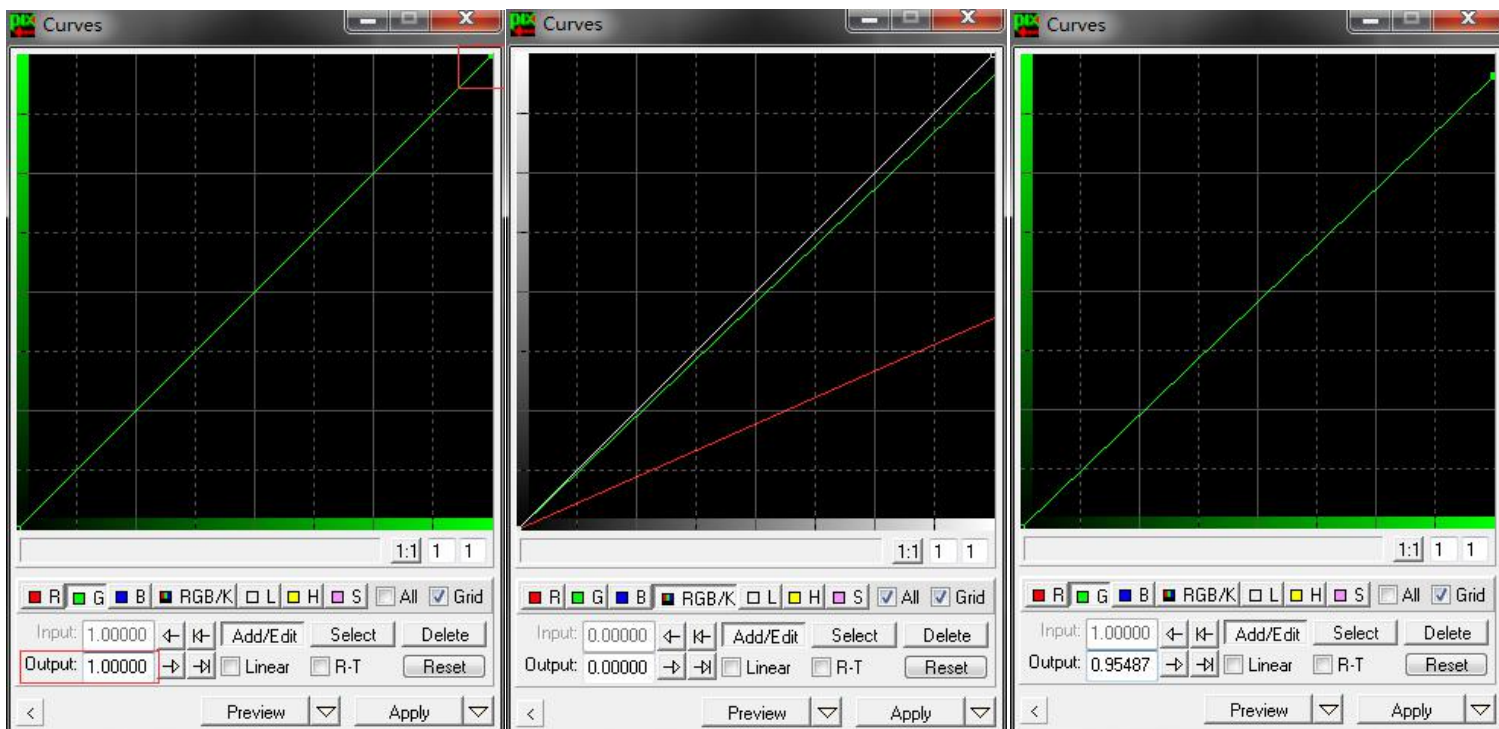 pix Curves
1:1 1 1
R G B RGB/K L H S All Grid
Input: 1.00000 Add/Edit Select Delete
Output: 1.00000 Linear R-T Reset
< Preview Apply
pix Curves
1:1 1 1
R G B RGB/K L H S All Grid
Input: 0.00000 Add/Edit Select Delete
Output: 0.00000 Linear R-T Reset
< Preview Apply
pix Curves
1:1 1 1
R G B RGB/K L H S All Grid
Input: 1.00000 Add/Edit Select Delete
Output: 0.95487 Linear R-T Reset
< Preview Apply